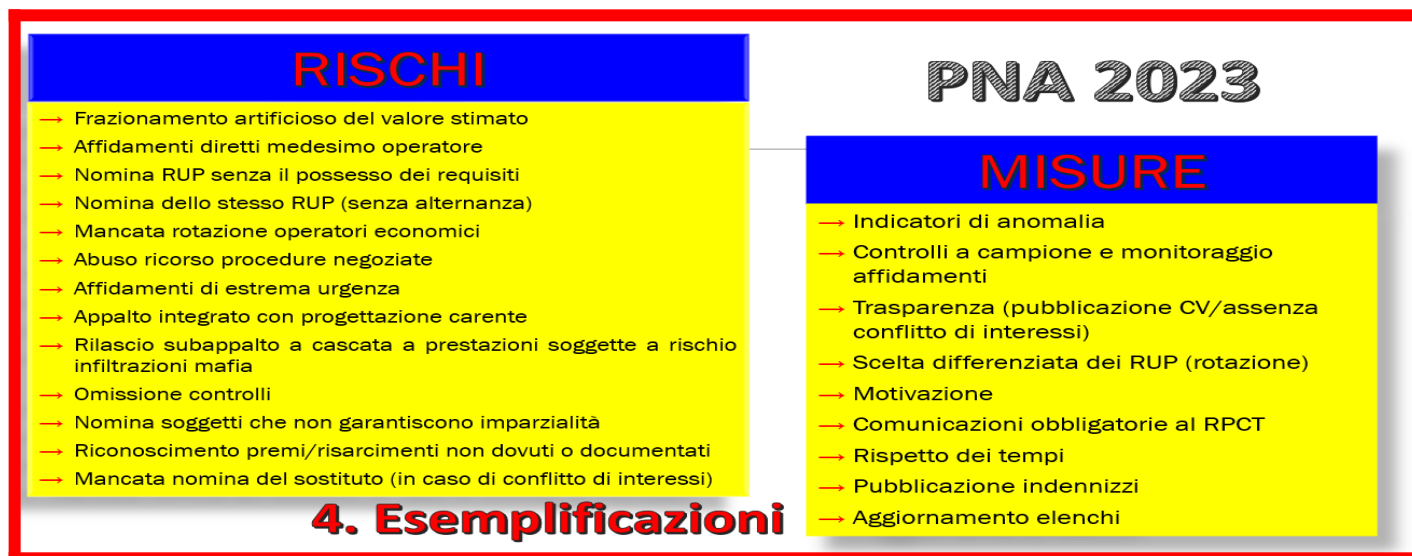 RISCHI
→ Frazionamento artificioso del valore stimato
→ Affidamenti diretti medesimo operatore
→ Nomina RUP senza il possesso dei requisiti
→ Nomina dello stesso RUP (senza alternanza)
→ Mancata rotazione operatori economici
→ Abuso ricorso procedure negoziate
→ Affidamenti di estrema urgenza
→ Appalto integrato con progettazione carente
→ Rilascio subappalto a cascata a prestazioni soggette a rischio
infiltrazioni mafia
→ Omissione controlli
→ Nomina soggetti che non garantiscono imparzialità
→ Riconoscimento premi/risarcimenti non dovuti o documentati
→ Mancata nomina del sostituto (in caso di conflitto di interessi)
PNA 2023
MISURE
→ Indicatori di anomalia
→ Controlli a campione e monitoraggio
affidamenti
→ Trasparenza (pubblicazione CV/assenza
conflitto di interessi)
→ Scelta differenziata dei RUP (rotazione)
→ Motivazione
→ Comunicazioni obbligatorie al RPCT
→ Rispetto dei tempi
→ Pubblicazione indennizzi
→ Aggiornamento elenchi
4. Esemplificazioni